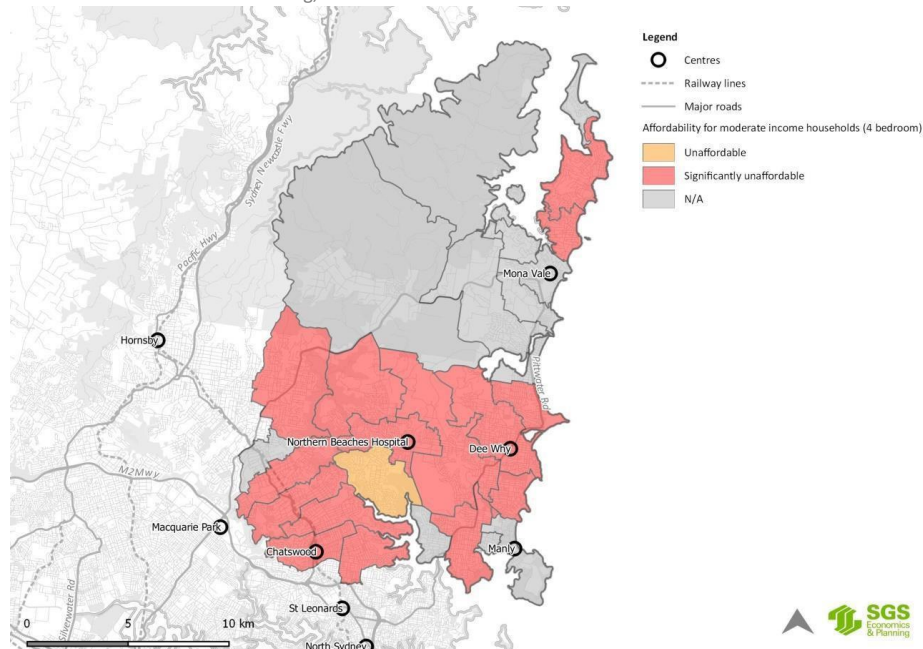 Legend
Centres
Railway lines
Major roads
Affordability for moderate income households (4 bedroom)
Unaffordable
Significantly unaffordable
N/A
Sydney Newcastle Fwy
Pacific Hwy
Mona Vale
Hornsby
Pittwater Rd
Northern Beaches Hospital
Dee Why
M2Mwy
Macquarie Park
Chatswood
Manly
St Leonards
Silverwater Rd
0 5 10 km
North Sydney
SGS
Economics
& Planning